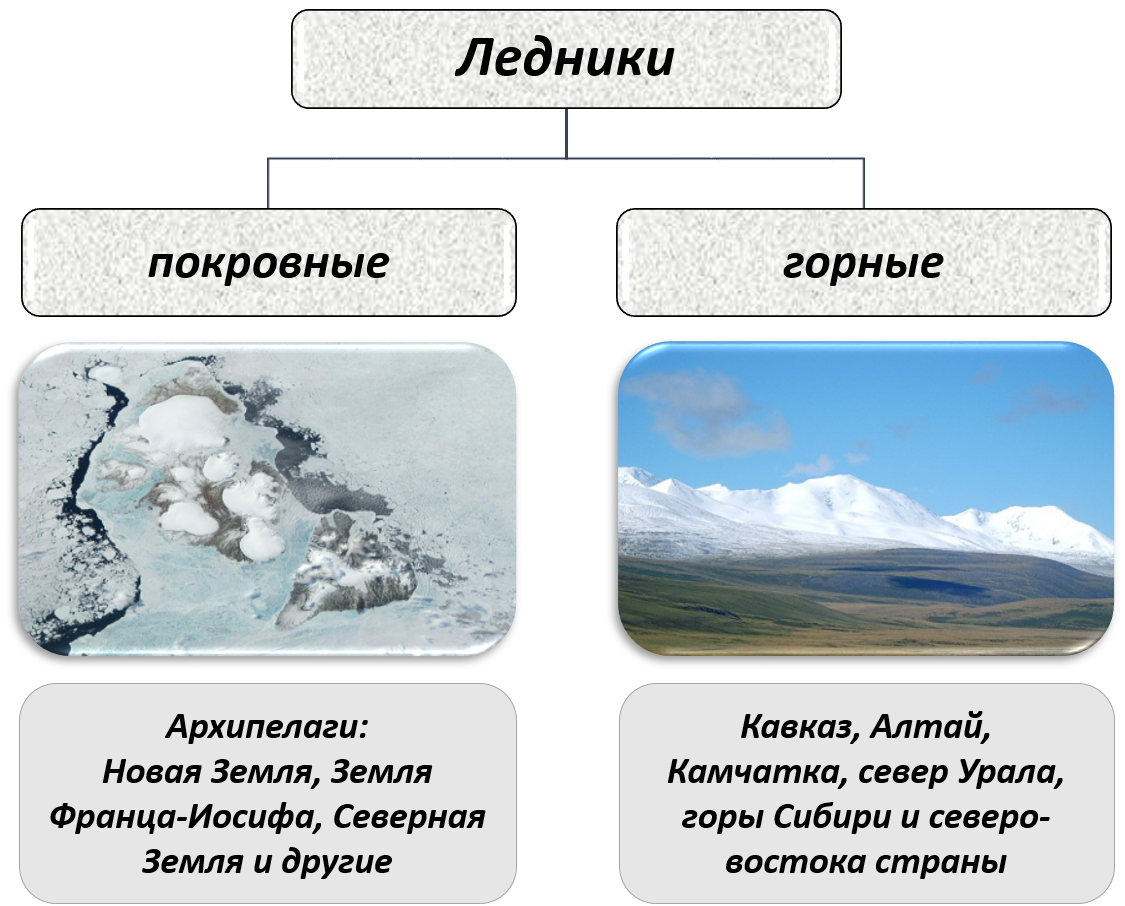 Ледники
покровные
горные
Архипелаги:
Новая Земля, Земля
Франца-Иосифа, Северная
Земля и другие
Кавказ, Алтай,
Камчатка, север Урала,
горы Сибири и северо-
востока страны